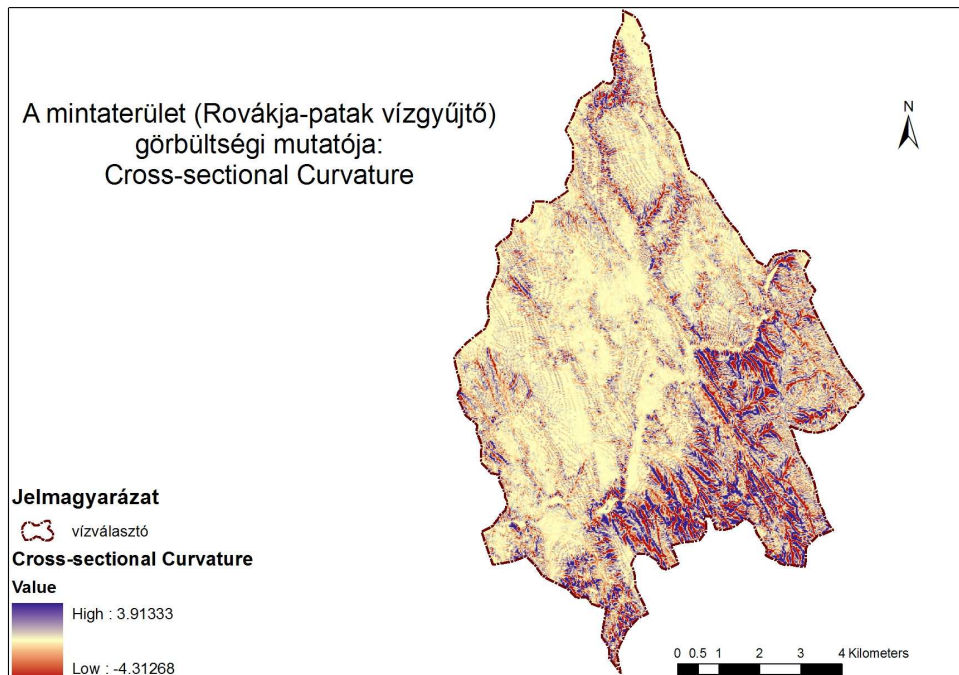 A mintaterület (Rovákja-patak vízgyűjtő)
görbültségi mutatója:
Cross-sectional Curvature
N
Jelmagyarázat
vízválasztó
Cross-sectional Curvature
Value
High : 3.91333
Low : -4.31268
0 0.5 1 2 3 4 Kilometers